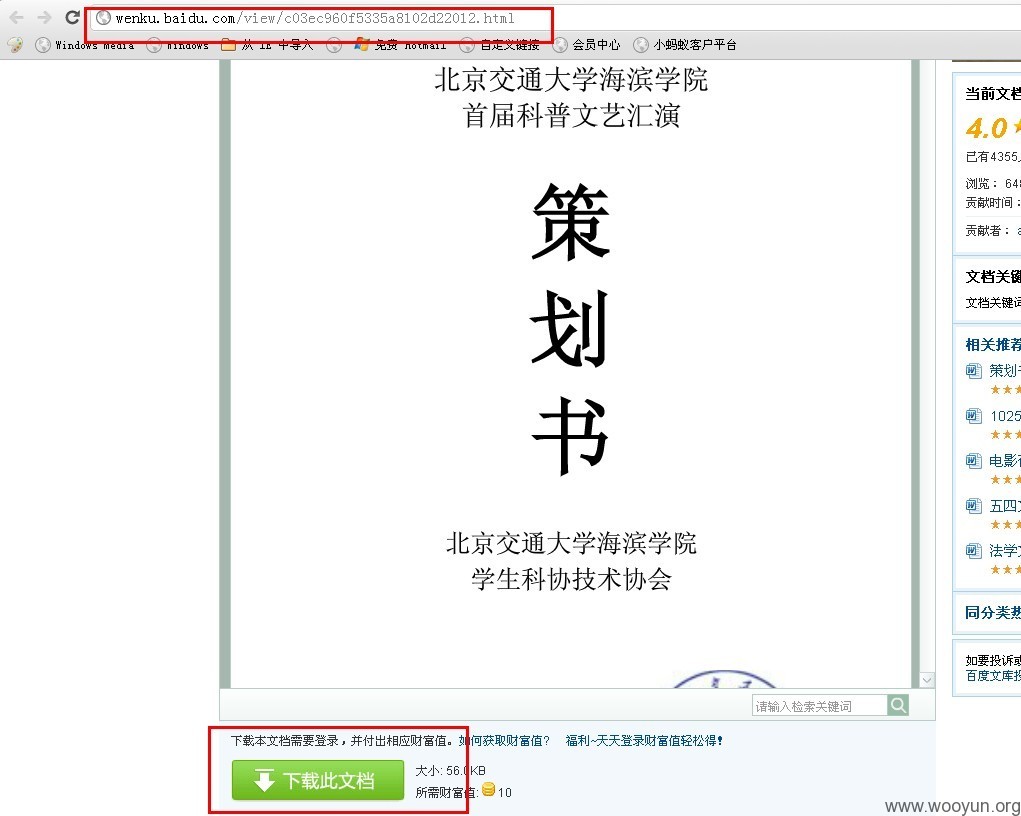 wenku.baidu.com/view/c03ec960f5335a8102d22012.html
Windows Media Windows 从 IE 中导入 免费 Hotmail 自定义链接 会员中心 小蚂蚁客户平台
北京交通大学海滨学院
首届科普文艺汇演
策
划
书
北京交通大学海滨学院
学生科协技术协会
请输入检索关键词
下载本文档需要登录，并付出相应财富值。如何获取财富值? 福利~天天登录财富值轻松得!
下载此文档
大小: 56.0KB
所需财富值: 10
当前文档
4.0
已有4355
浏览： 648
贡献时间：
贡献者：
文档关键
文档关键词
相关推荐
策划书
1025
电影
五四
法学
同分类热
如要投诉或
百度文库投
www.wooyun.org